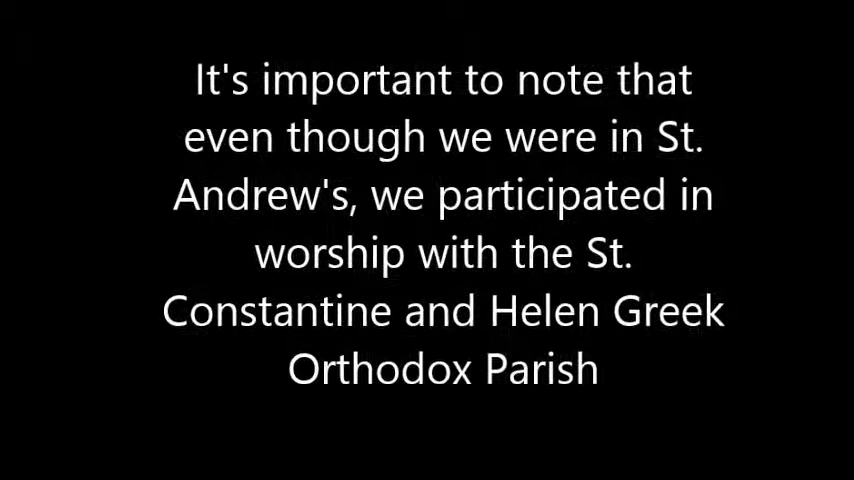 It's important to note that
even though we were in St.
Andrew's, we participated in
worship with the St.
Constantine and Helen Greek
Orthodox Parish